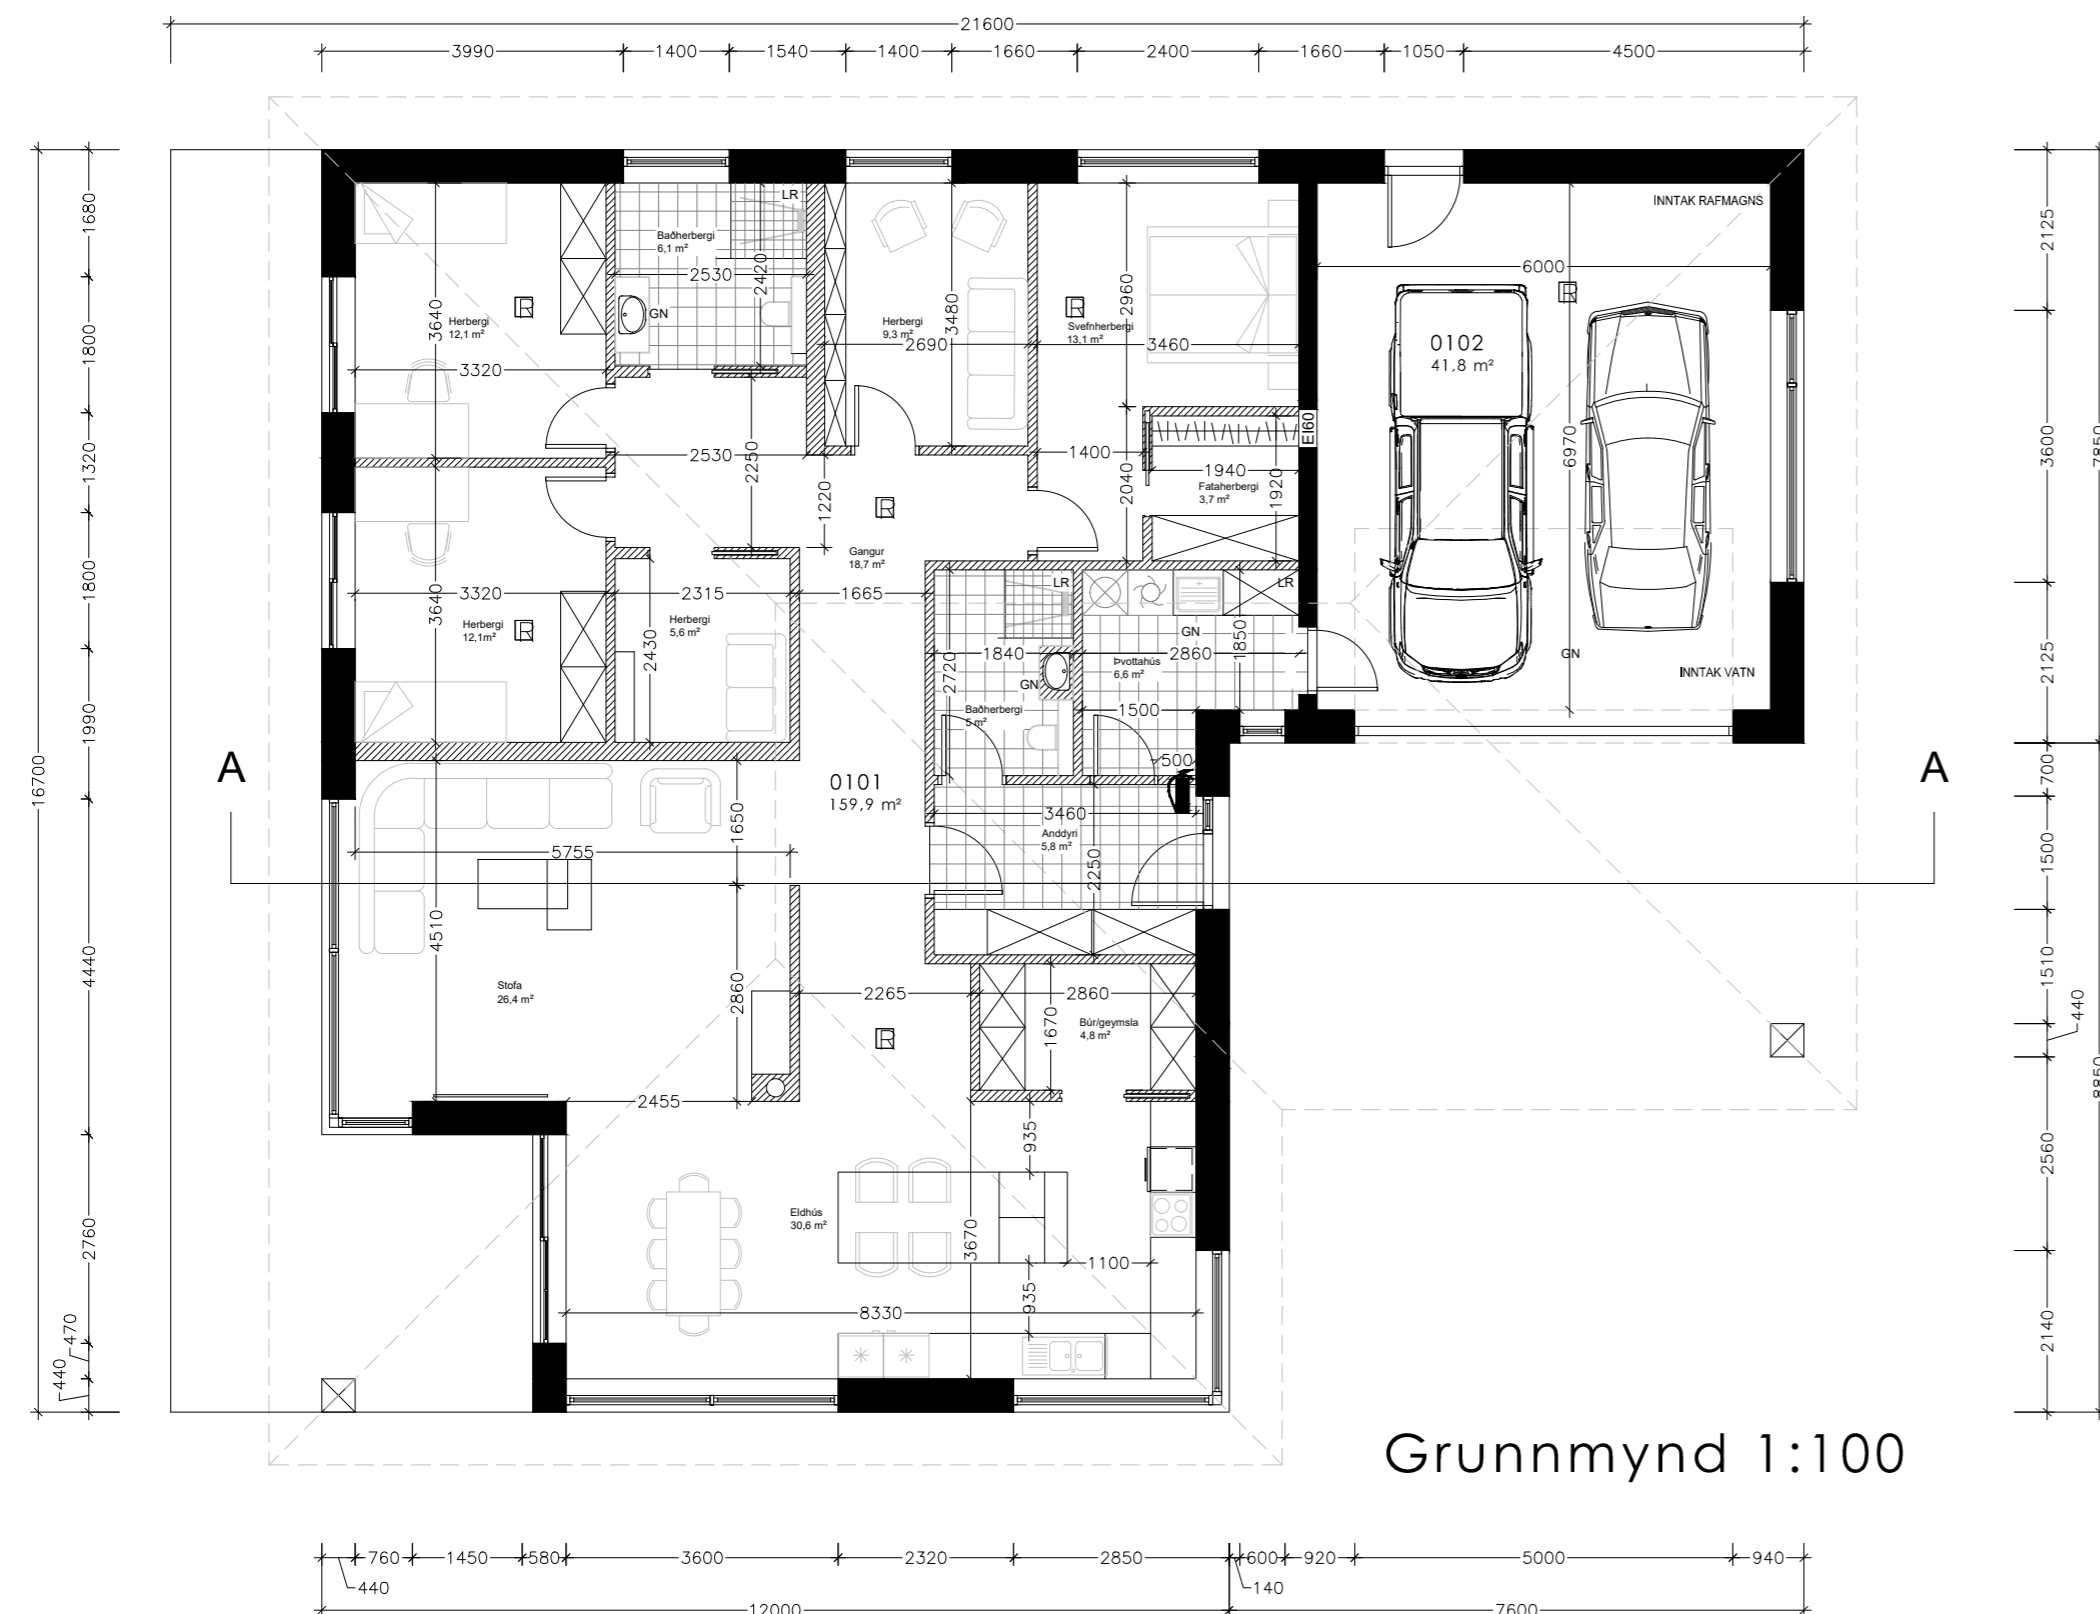 21600
3990 1400 1540 1400 1660 2400 1660 1050 4500
16700
1680
1800
1320
1800
1990
4440
2760
470
440
LR
INNTAK RAFMAGNS
Baðherbergi
6,1 m²
2530
2420
GN
3640
Herbergi
12,1 m²
3320
3480
Herbergi
9,3 m²
2690
2960
Svefnherbergi
13,1 m²
3460
6000
0102
41,8 m²
6970
2125
3600
2125
EI60
2530
2250
1220
1400
2040
1940
Fataherbergi
3,7 m²
1920
Gangur
18,7 m²
3640
3320
Herbergi
12,1m²
2315
Herbergi
5,6 m²
2430
1665
LR
LR
GN
1840
2720
GN
Baðherbergi
5 m²
2860
1850
Þvottahús
6,6 m²
1500
500
GN
INNTAK VATN
A
A
0101
159,9 m²
1650
5755
4510
3460
Anddyri
5,8 m²
2250
Stofa
26,4 m²
2860
2455
2265
2860
1670
Búr/geymsla
4,8 m²
700
1500
1510
440
2560
2140
7850
8850
935
Eldhús
30,6 m²
3670
1100
935
8330
Grunnmynd 1:100
760 1450 580 3600 2320 2850 600 920 5000 940
440
140
12000 7600